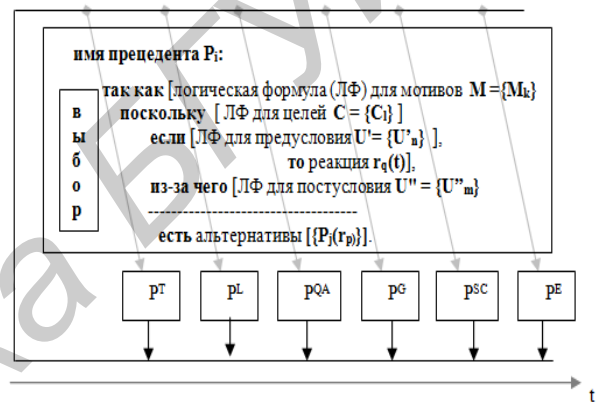 имя прецедента Pi:
так как [логическая формула (ЛФ) для мотивов M ={Mk}
поскольку [ ЛФ для целей C = {Cl} ]
если [ЛФ для предусловия U'= {U’n} ],
то реакция rq(t)],
из-за чего [ЛФ для постусловия U" = {U”m}
------------------------------------
есть альтернативы [{Pj(rp)}].
в
ы
б
о
р
PT PL PQA PG PSC PE
t
ка БГУИ